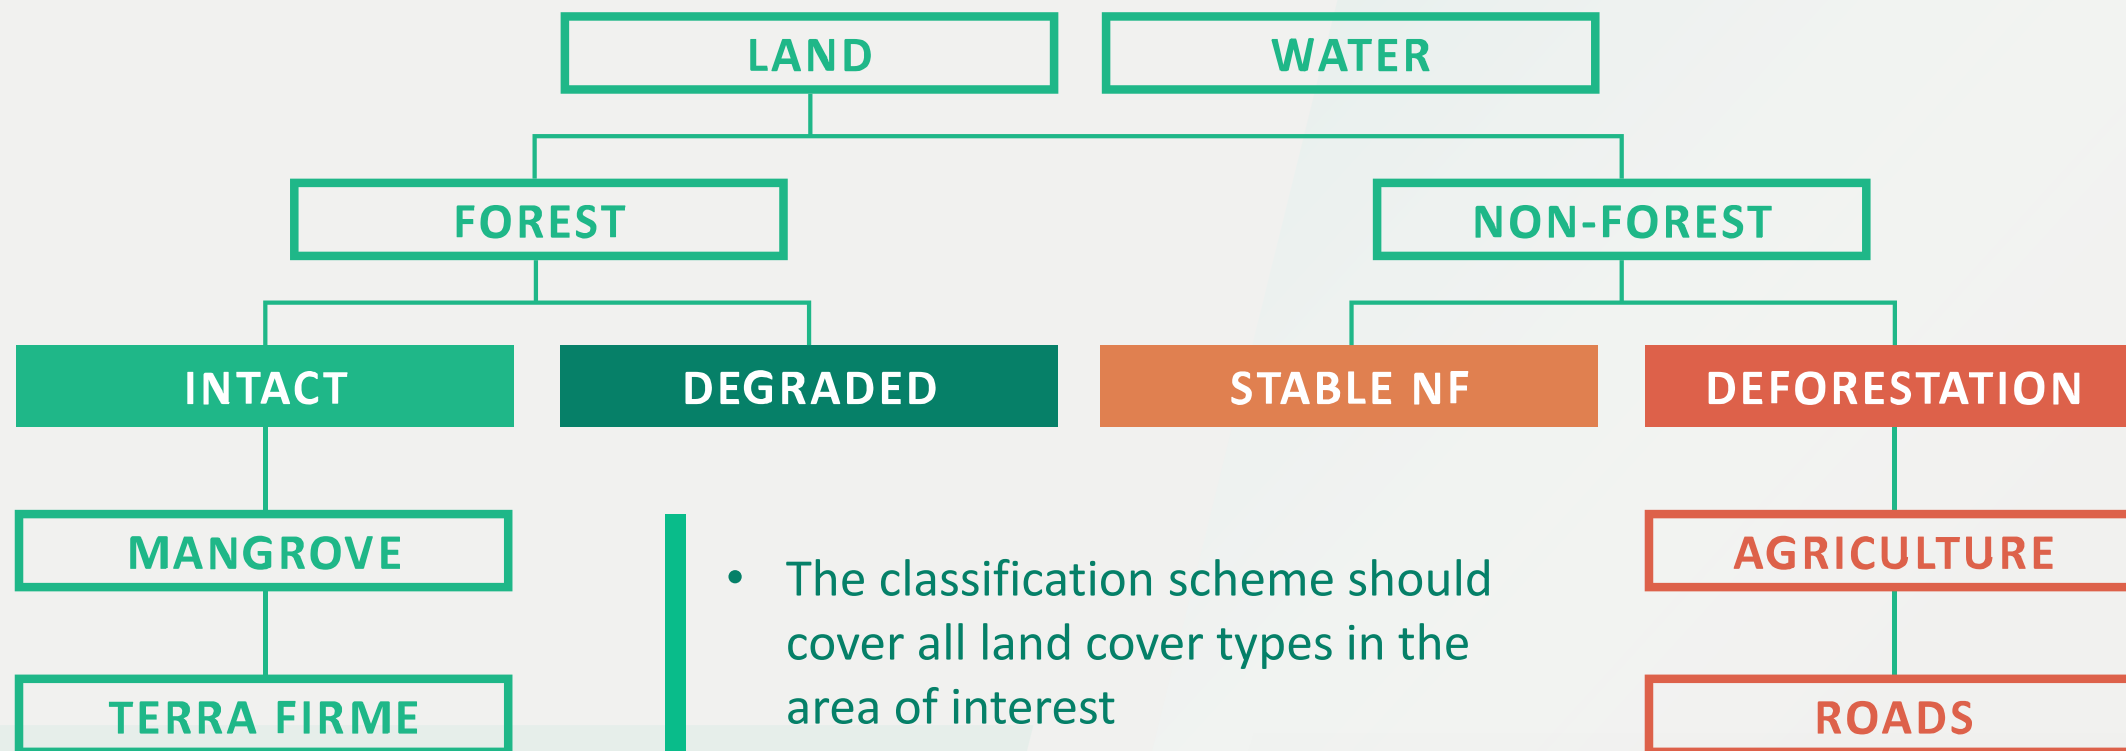 LAND
WATER
FOREST
NON-FOREST
INTACT
DEGRADED
STABLE NF
DEFORESTATION
MANGROVE
AGRICULTURE
• The classification scheme should
cover all land cover types in the
area of interest
TERRA FIRME
ROADS